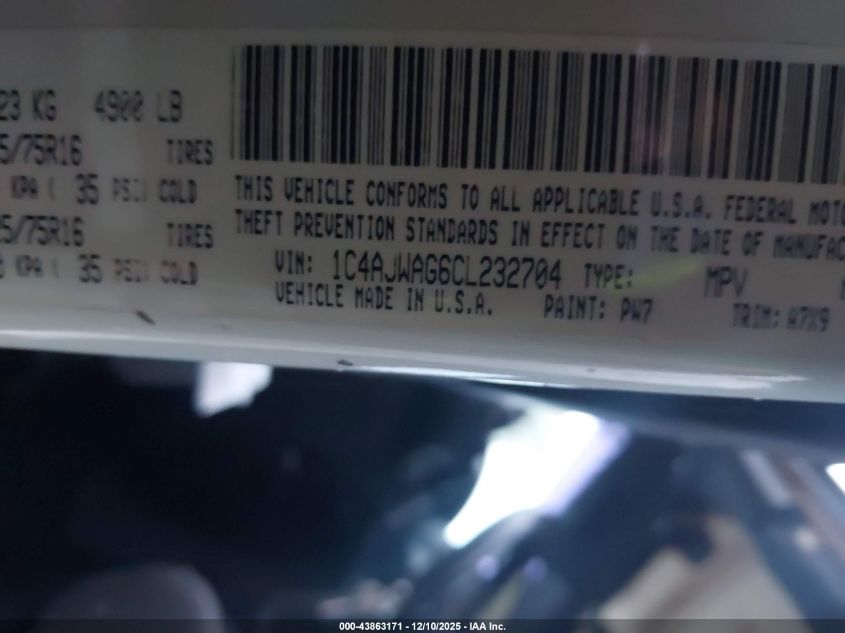 23 KG 4900 LB
5/75R16 TIRES
KPA ( 35 PSI) COLD
5/75R16 TIRES
KPA ( 35 PSI) COLD
THIS VEHICLE CONFORMS TO ALL APPLICABLE U.S.A. FEDERAL MOTO
THEFT PREVENTION STANDARDS IN EFFECT ON THE DATE OF MANUFAC
VIN: 1C4AJWAG6CL232704 TYPE: MPV
VEHICLE MADE IN U.S.A. PAINT: PW7 TRIM: A7X9
000-43863171 - 12/10/2025 - IAA Inc.